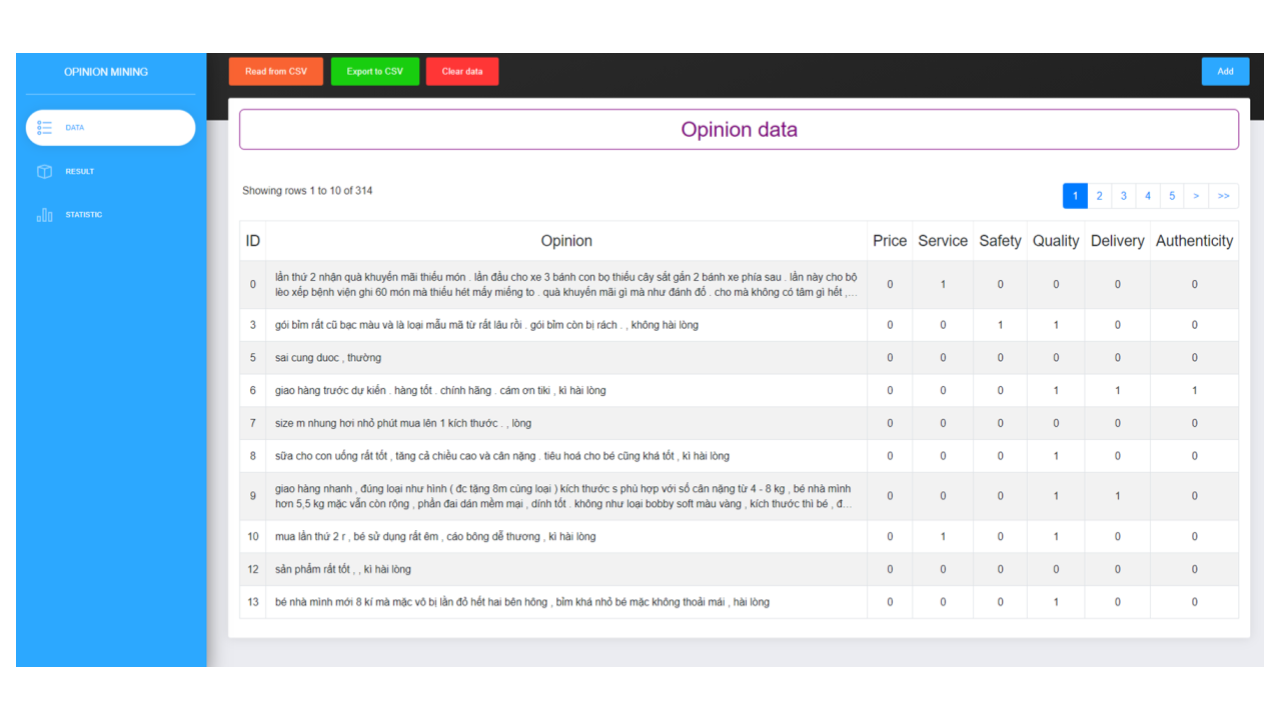 OPINION MINING
Read from CSV Export to CSV Clear data Add
DATA
RESULT
STATISTIC
Opinion data
Showing rows 1 to 10 of 314
1 2 3 4 5 > >>
ID Opinion Price Service Safety Quality Delivery Authenticity
0 lần thứ 2 nhận quà khuyến mãi thiếu món . lần đầu cho xe 3 bánh con bọ thiếu cây sắt gắn 2 bánh xe phía sau . lần này cho bộ 0 1 0 0 0 0
lèo xếp bệnh viện ghi 60 món mà thiếu hết mấy miếng to . quà khuyến mãi gì mà như đánh đố . cho mà không có tâm gì hết ,...
3 gói bỉm rất cũ bạc màu và là loại mẫu mã từ rất lâu rồi . gói bỉm còn bị rách . , không hài lòng 0 0 1 1 0 0
5 sai cung duoc , thường 0 0 0 0 0 0
6 giao hàng trước dự kiến . hàng tốt . chính hãng . cám ơn tiki , kì hài lòng 0 0 0 1 1 1
7 size m nhung hơi nhỏ phút mua lên 1 kích thước . , lòng 0 0 0 0 0 0
8 sữa cho con uống rất tốt , tăng cả chiều cao và cân nặng . tiêu hoá cho bé cũng khá tốt , kì hài lòng 0 0 0 1 0 0
9 giao hàng nhanh , đúng loại như hình ( đc tặng 8m cùng loại ) kích thước s phù hợp với số cân nặng từ 4 - 8 kg , bé nhà mình 0 0 0 1 1 0
hơn 5,5 kg mặc vẫn còn rộng , phần đai dán mềm mại , dính tốt . không như loại bobby soft màu vàng , kích thước thì bé , đ...
10 mua lần thứ 2 r , bé sử dụng rất êm , cáo bông dễ thương , kì hài lòng 0 1 0 1 0 0
12 sản phẩm rất tốt , , kì hài lòng 0 0 0 0 0 0
13 bé nhà mình mới 8 kí mà mặc vô bị lằn đỏ hết hai bên hông , bỉm khá nhỏ bé mặc không thoải mái , hài lòng 0 0 0 1 0 0